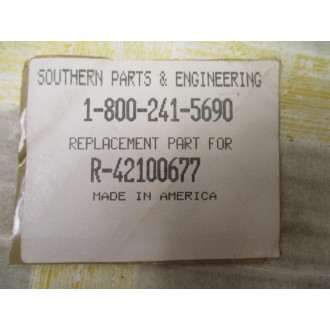 SOUTHERN PARTS & ENGINEERING
1-800-241-5690
REPLACEMENT PART FOR
R-42100677
MADE IN AMERICA